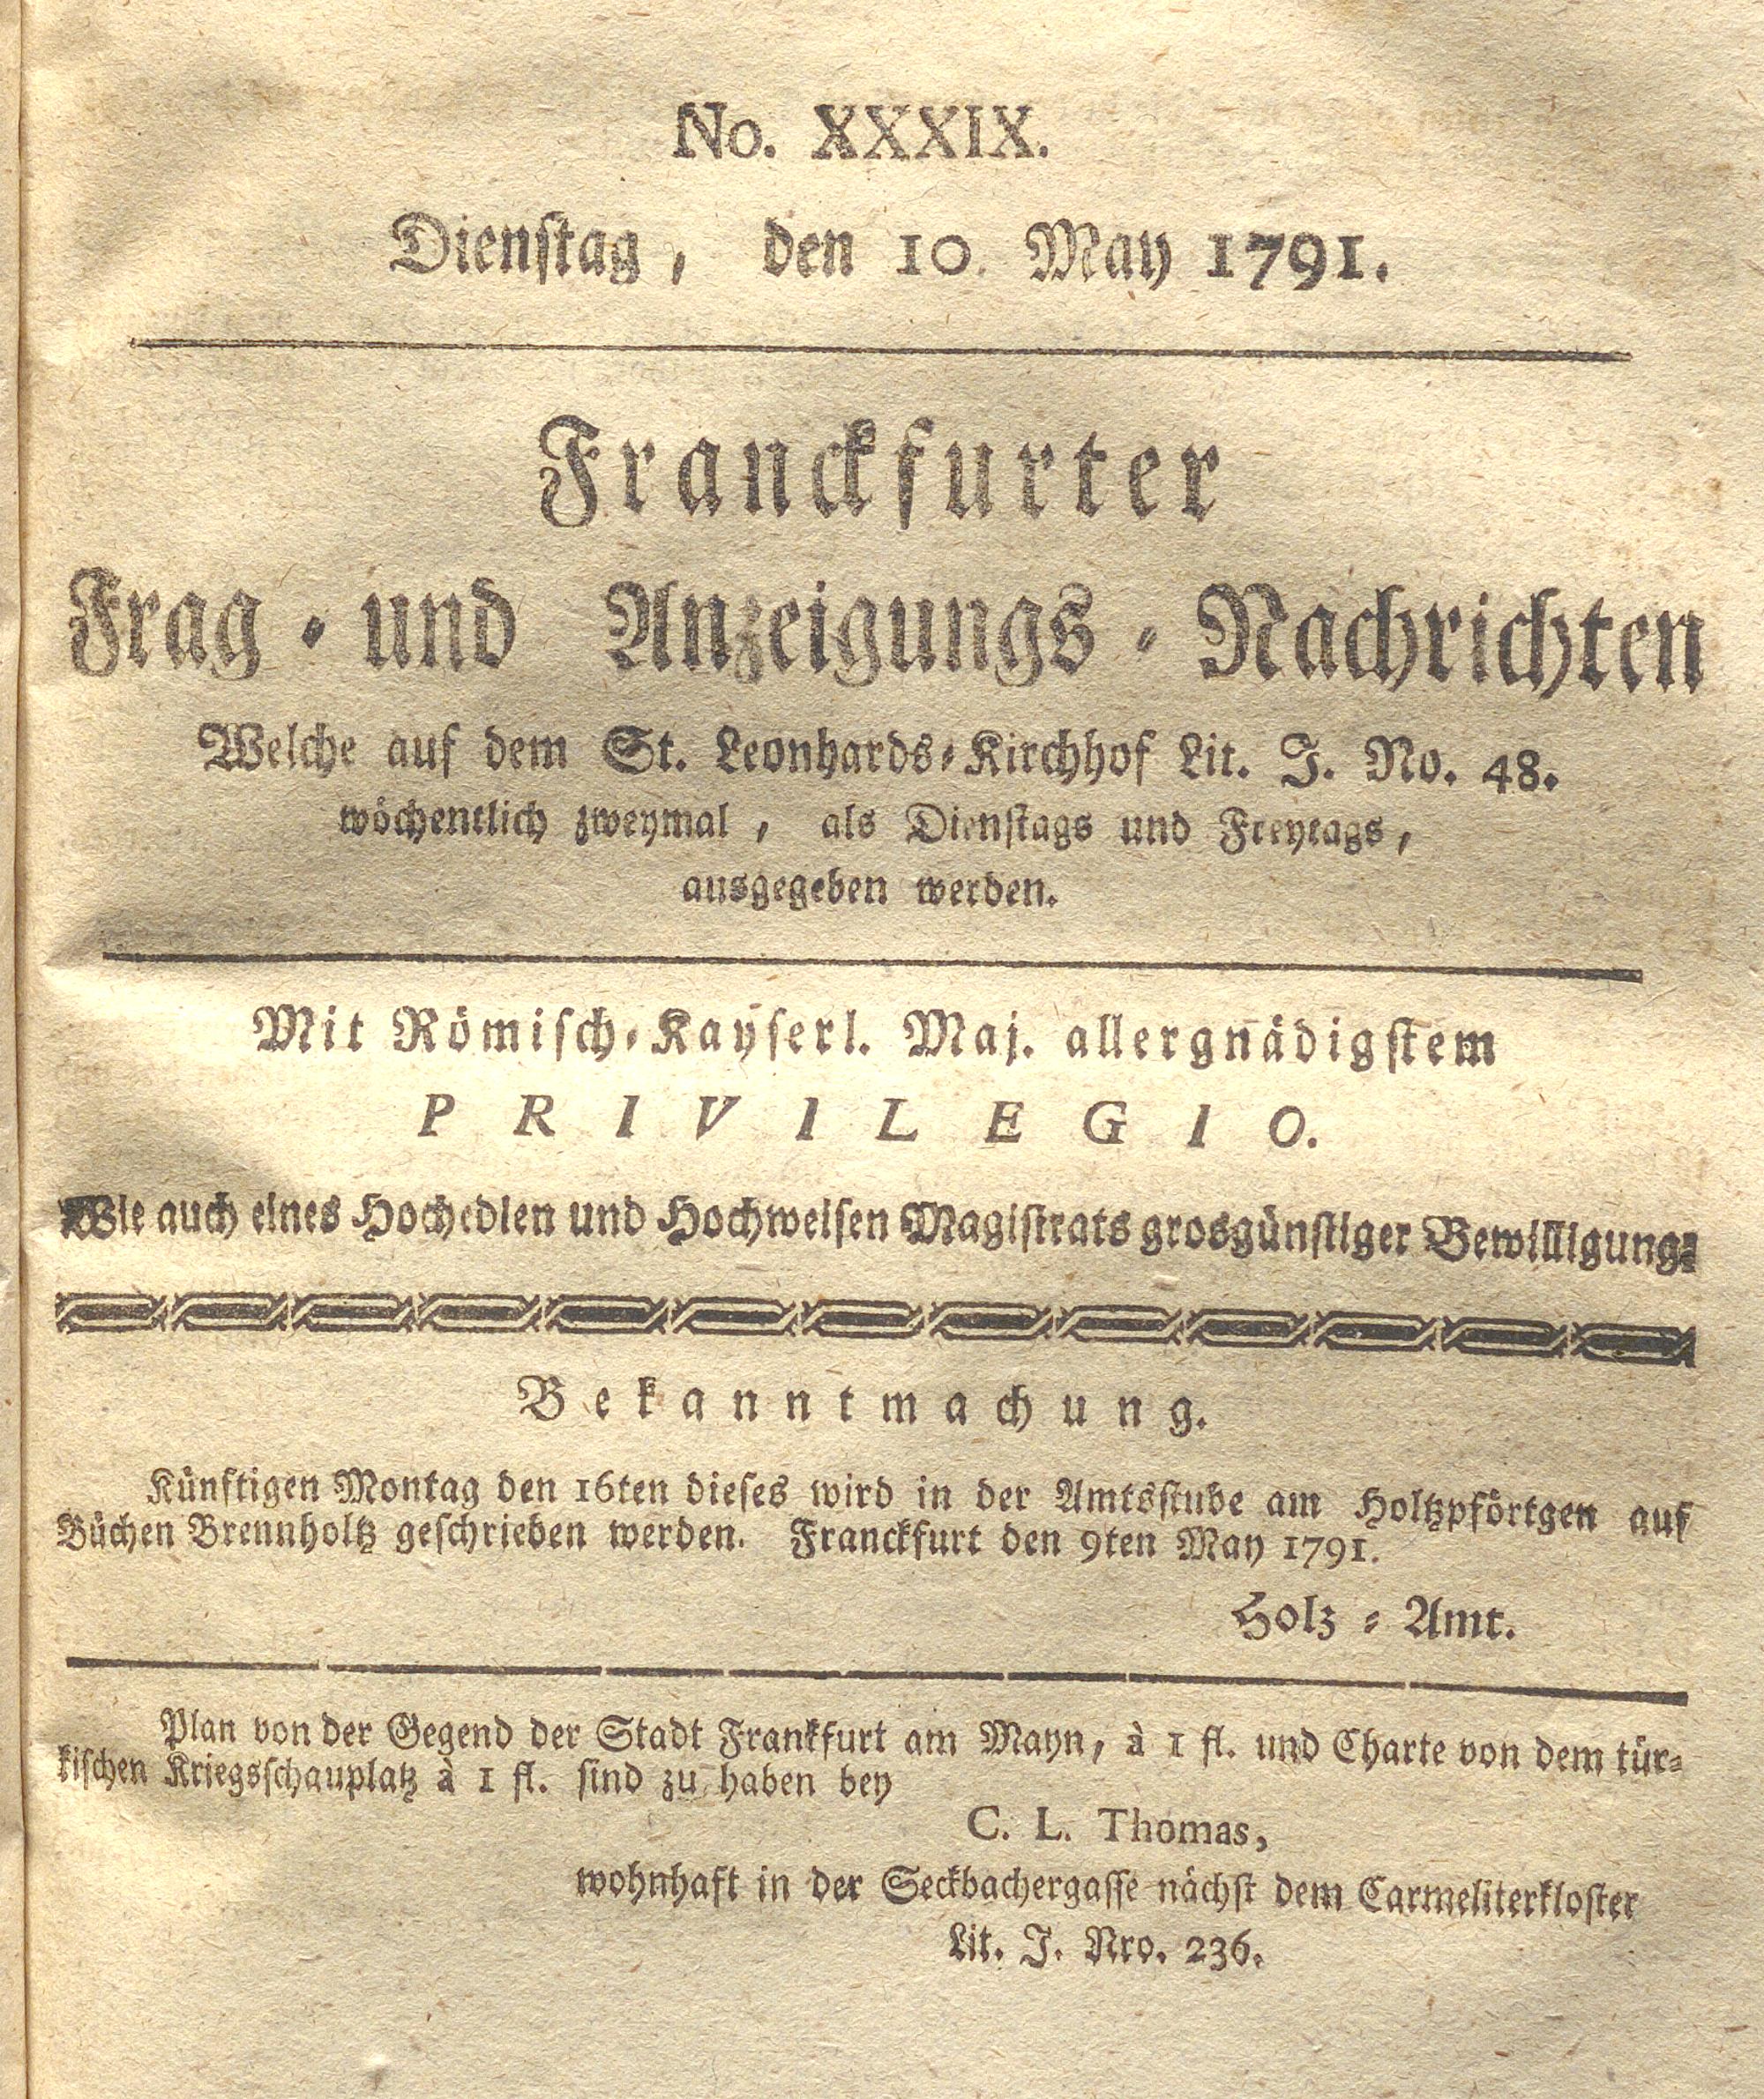 No. XXXIX.
Dienstag, den 10. May 1791.
Franckfurter
Frag- und Anzeigungs-Nachrichten
Welche auf dem St. Leonhards-Kirchhof Lit. J. No. 48.
wöchentlich zweymal, als Dienstags und Freytags,
ausgegeben werden.
Mit Römisch-Kayserl. Maj. allergnädigstem
PRIVILEGIO.
Wie auch eines Hochedlen und Hochweisen Magistrats grosgünstiger Bewilligung.
Bekanntmachung.
Künftigen Montag den 16ten dieses wird in der Amtsstube am Holtzpförtgen auf
Büchen Brennholtz geschrieben werden. Franckfurt den 9ten May 1791.
Holz-Amt.
Plan von der Gegend der Stadt Frankfurt am Mayn, à 1 fl. und Charte von dem tür-
kischen Kriegsschauplatz à 1 fl. sind zu haben bey
C. L. Thomas,
wohnhaft in der Seckbachergasse nächst dem Carmeliterkloster
Lit. J. Nro. 236.